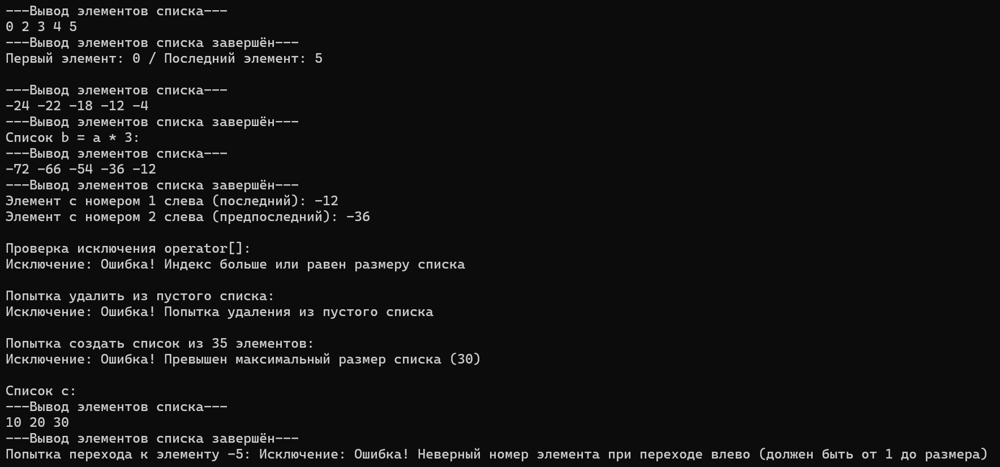 ---Вывод элементов списка---
0 2 3 4 5
---Вывод элементов списка завершён---
Первый элемент: 0 / Последний элемент: 5
---Вывод элементов списка---
-24 -22 -18 -12 -4
---Вывод элементов списка завершён---
Список b = a * 3:
---Вывод элементов списка---
-72 -66 -54 -36 -12
---Вывод элементов списка завершён---
Элемент с номером 1 слева (последний): -12
Элемент с номером 2 слева (предпоследний): -36
Проверка исключения operator[]:
Исключение: Ошибка! Индекс больше или равен размеру списка
Попытка удалить из пустого списка:
Исключение: Ошибка! Попытка удаления из пустого списка
Попытка создать список из 35 элементов:
Исключение: Ошибка! Превышен максимальный размер списка (30)
Список c:
---Вывод элементов списка---
10 20 30
---Вывод элементов списка завершён---
Попытка перехода к элементу -5: Исключение: Ошибка! Неверный номер элемента при переходе влево (должен быть от 1 до размера)